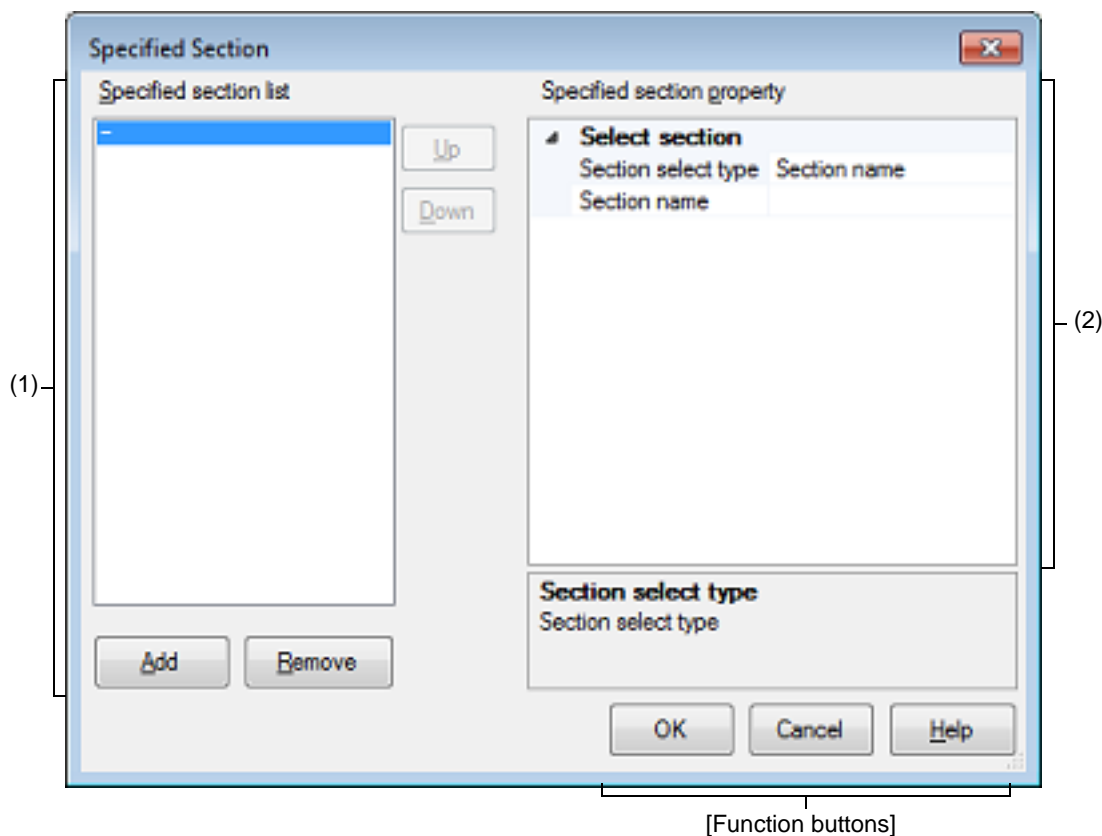 Specified Section
Specified section list
–
Up
Down
Add
Remove
Specified section property
Select section
Section select type Section name
Section name
Section select type
Section select type
OK Cancel Help
(1)
(2)
[Function buttons]